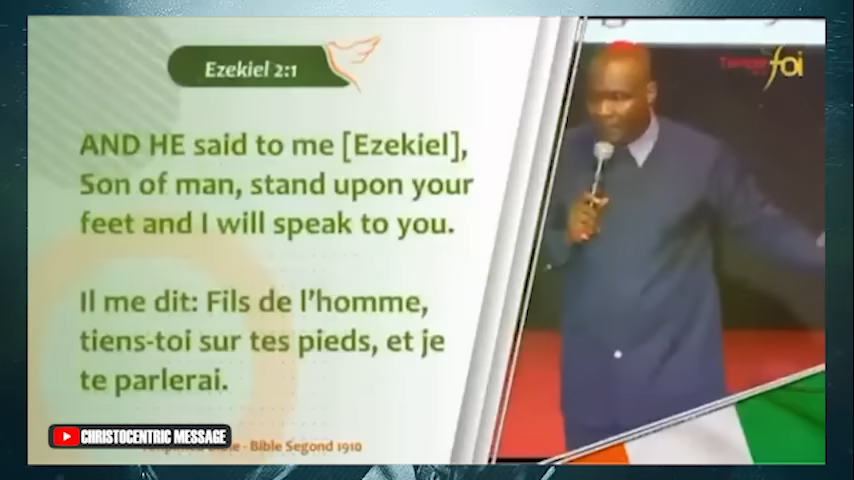 Ezekiel 2:1
AND HE said to me [Ezekiel],
Son of man, stand upon your
feet and I will speak to you.
Il me dit: Fils de l’homme,
tiens-toi sur tes pieds, et je
te parlerai.
Bible - Bible Segond 1910
CHRISTOCENTRIC MESSAGE
foi